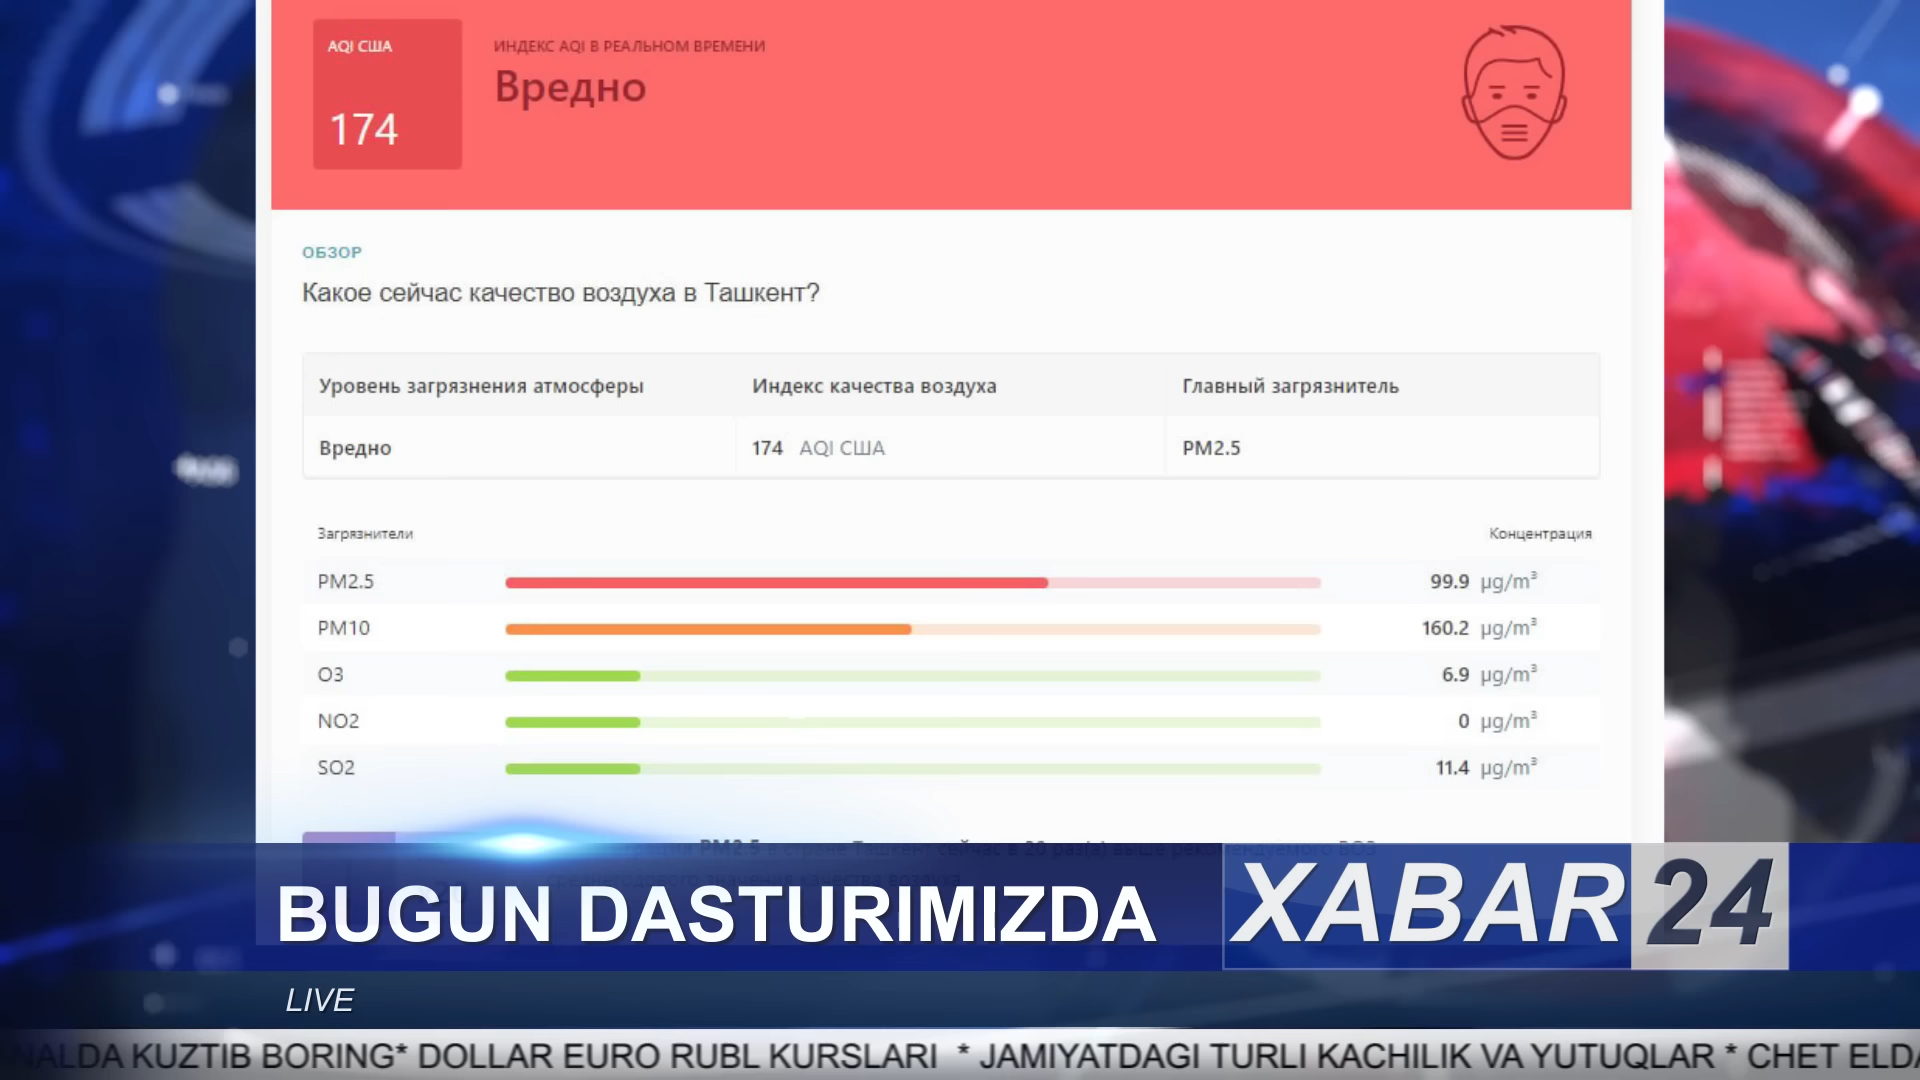 AQI США
ИНДЕКС AQI В РЕАЛЬНОМ ВРЕМЕНИ
Вредно
174
ОБЗОР
Какое сейчас качество воздуха в Ташкент?
Уровень загрязнения атмосферы Индекс качества воздуха Главный загрязнитель
Вредно 174 AQI США PM2.5
Загрязнители Концентрация
PM2.5 99.9 µg/m³
PM10 160.2 µg/m³
O3 6.9 µg/m³
NO2 0 µg/m³
SO2 11.4 µg/m³
PM2.5
BUGUN DASTURIMIZDA XABAR 24
LIVE
NALDA KUZTIB BORING* DOLLAR EURO RUBL KURSLARI * JAMIYATDAGI TURLI KACHILIK VA YUTUQLAR * CHET ELDA